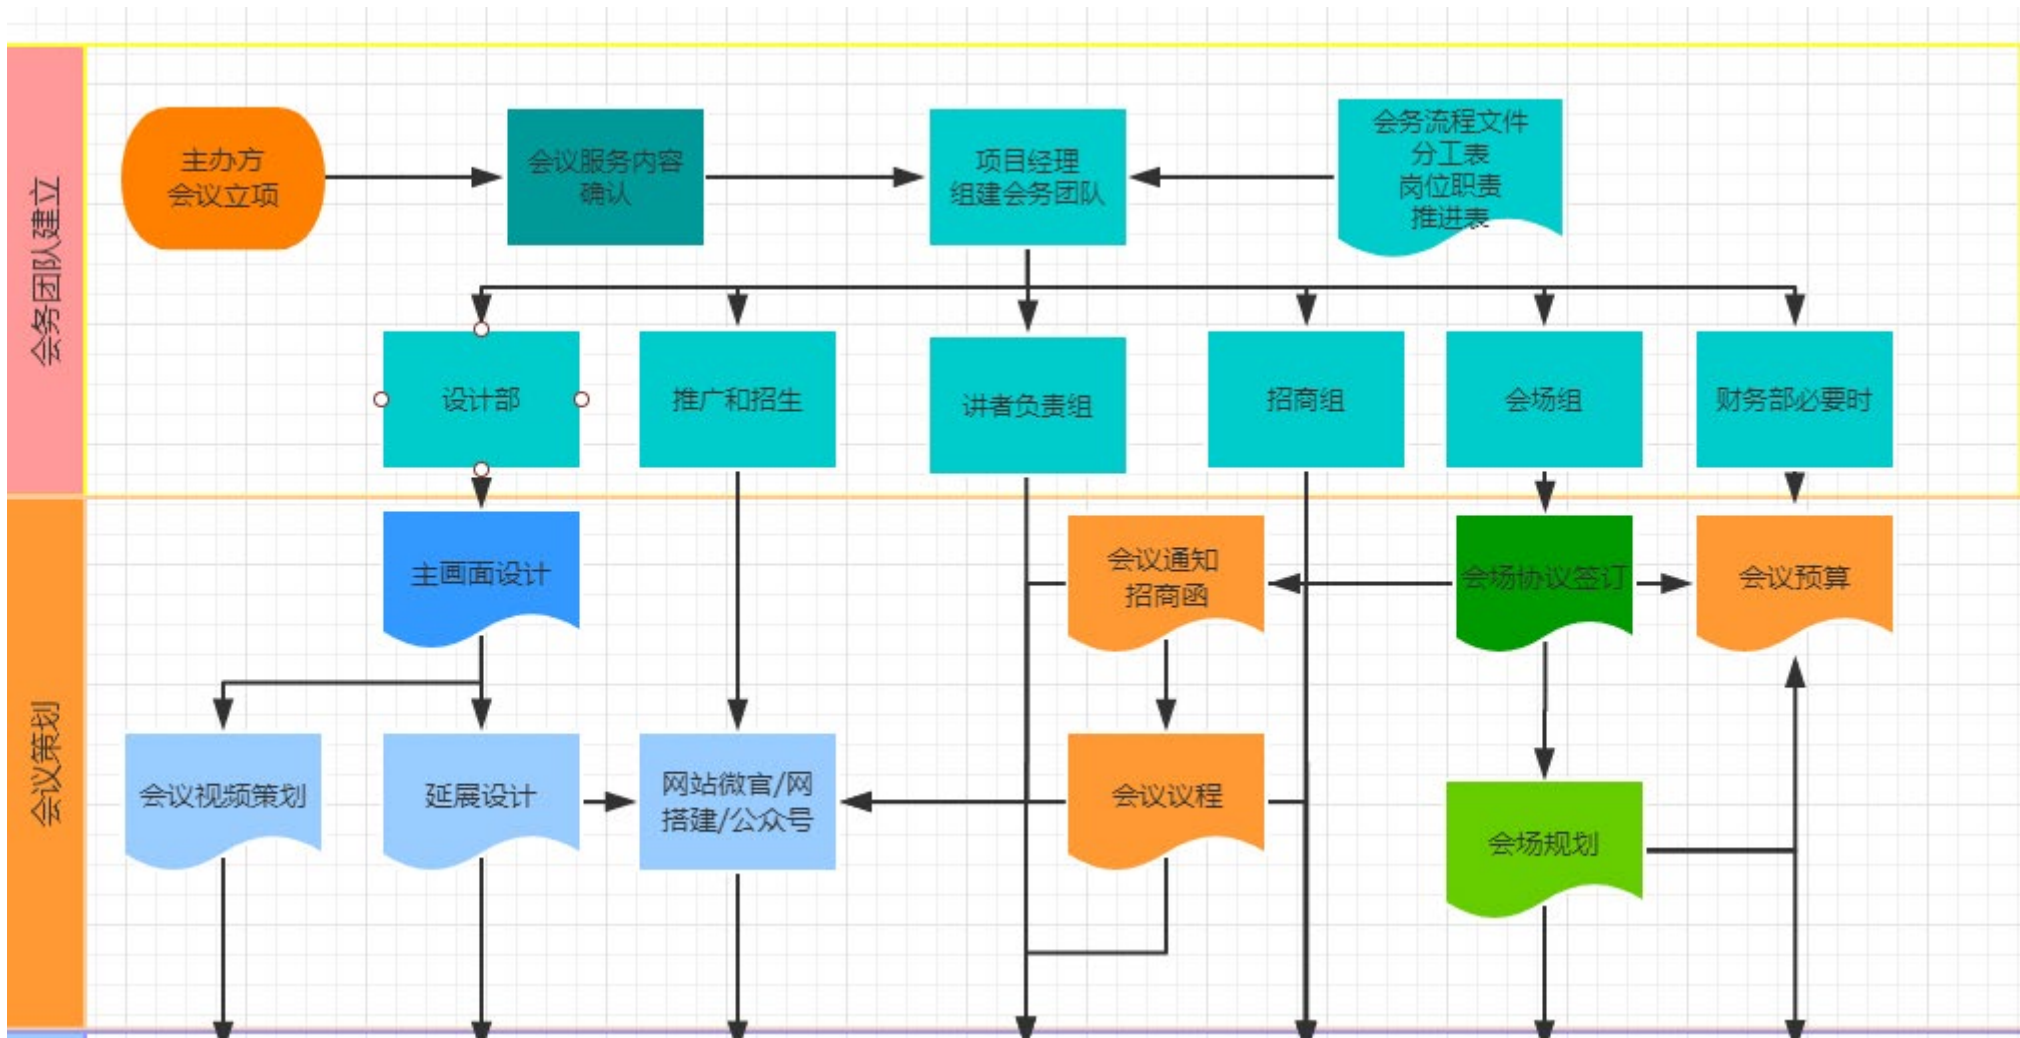 会务团队建立
主办方
会议立项
会议服务内容
确认
项目经理
组建会务团队
会务流程文件
分工表
岗位职责
推进表
设计部
推广和招生
讲者负责组
招商组
会场组
财务部必要时
会议策划
主画面设计
会议通知
招商函
会场协议签订
会议预算
会议视频策划
延展设计
网站微官/网
搭建/公众号
会议议程
会场规划